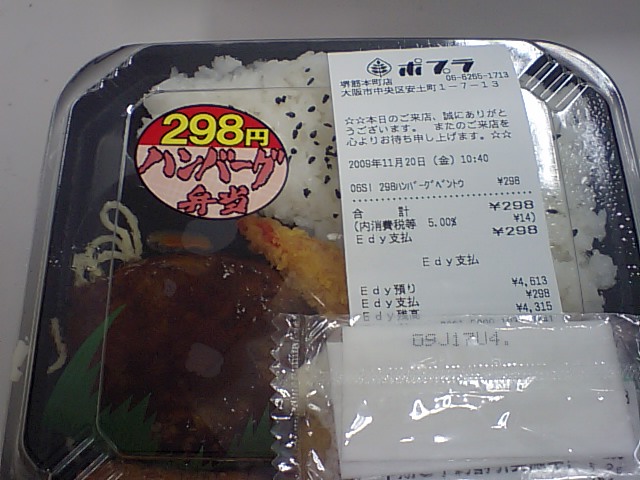 298円
ハンバーグ
弁当
ポプラ
堺筋本町店 06-6265-1713
大阪市中央区安土町1-7-13
☆☆本日のご来店、誠にありがと
うございます。 またのご来店を
心よりお待ち申し上げます。☆☆
2009年11月20日(金) 10:40
06SI 298ハンバーグベントウ ¥298
合 計 ¥298
(内消費税等 5.00% ¥14)
Edy支払 ¥298
Edy支払
Edy預り ¥4,613
Edy支払 ¥298
Edy残高 ¥4,315
09J17U4